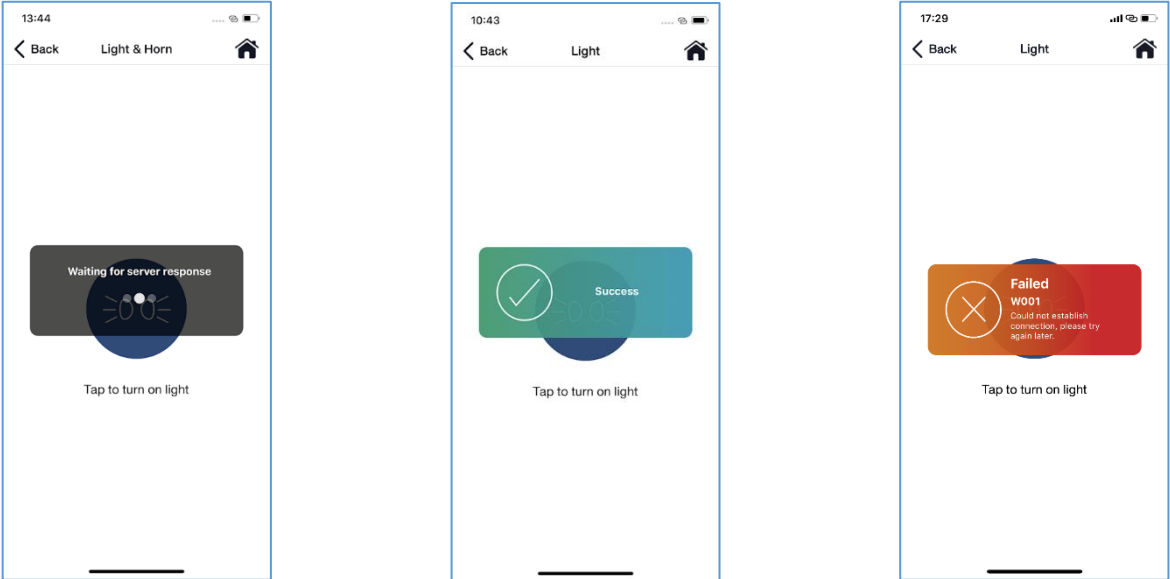 13:44
Back
Light & Horn
Waiting for server response
Tap to turn on light
10:43
Back
Light
Success
Tap to turn on light
17:29
Back
Light
Failed
W001
Could not establish
connection, please try
again later.
Tap to turn on light